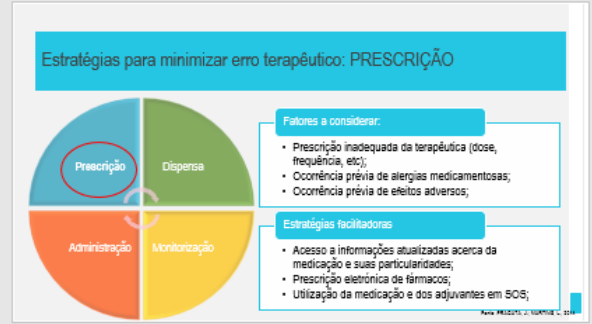 Estratégias para minimizar erro terapêutico: PRESCRIÇÃO
Prescrição
Dispensa
Administração
Monitorização
Fatores a considerar:
• Prescrição inadequada da terapêutica (dose,
frequência, etc);
• Ocorrência prévia de alergias medicamentosas;
• Ocorrência prévia de efeitos adversos;
Estratégias facilitadoras
• Acesso a informações atualizadas acerca da
medicação e suas particularidades;
• Prescrição eletrónica de fármacos;
• Utilização da medicação e dos adjuvantes em SOS;